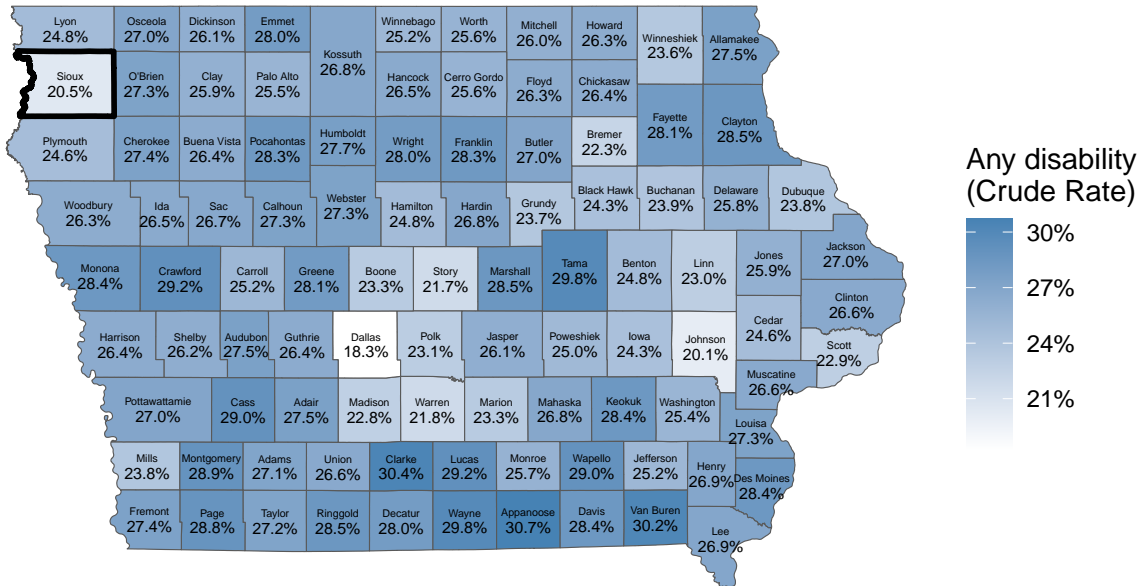 Lyon
24.8%
Osceola
27.0%
Dickinson
26.1%
Emmet
28.0%
Kossuth
26.8%
Winnebago
25.2%
Worth
25.6%
Mitchell
26.0%
Howard
26.3%
Winneshiek
23.6%
Allamakee
27.5%
Sioux
20.5%
O'Brien
27.3%
Clay
25.9%
Palo Alto
25.5%
Hancock
26.5%
Cerro Gordo
25.6%
Floyd
26.3%
Chickasaw
26.4%
Fayette
28.1%
Clayton
28.5%
Plymouth
24.6%
Cherokee
27.4%
Buena Vista
26.4%
Pocahontas
28.3%
Humboldt
27.7%
Wright
28.0%
Franklin
28.3%
Butler
27.0%
Bremer
22.3%
Woodbury
26.3%
Ida
26.5%
Sac
26.7%
Calhoun
27.3%
Webster
27.3%
Hamilton
24.8%
Hardin
26.8%
Grundy
23.7%
Black Hawk
24.3%
Buchanan
23.9%
Delaware
25.8%
Dubuque
23.8%
Monona
28.4%
Crawford
29.2%
Carroll
25.2%
Greene
28.1%
Boone
23.3%
Story
21.7%
Marshall
28.5%
Tama
29.8%
Benton
24.8%
Linn
23.0%
Jones
25.9%
Jackson
27.0%
Clinton
26.6%
Harrison
26.4%
Shelby
26.2%
Audubon
27.5%
Guthrie
26.4%
Dallas
18.3%
Polk
23.1%
Jasper
26.1%
Poweshiek
25.0%
Iowa
24.3%
Johnson
20.1%
Cedar
24.6%
Scott
22.9%
Muscatine
26.6%
Pottawattamie
27.0%
Cass
29.0%
Adair
27.5%
Madison
22.8%
Warren
21.8%
Marion
23.3%
Mahaska
26.8%
Keokuk
28.4%
Washington
25.4%
Louisa
27.3%
Mills
23.8%
Montgomery
28.9%
Adams
27.1%
Union
26.6%
Clarke
30.4%
Lucas
29.2%
Monroe
25.7%
Wapello
29.0%
Jefferson
25.2%
Henry
26.9%
Des Moines
28.4%
Fremont
27.4%
Page
28.8%
Taylor
27.2%
Ringgold
28.5%
Decatur
28.0%
Wayne
29.8%
Appanoose
30.7%
Davis
28.4%
Van Buren
30.2%
Lee
26.9%
Any disability
(Crude Rate)
30%
27%
24%
21%